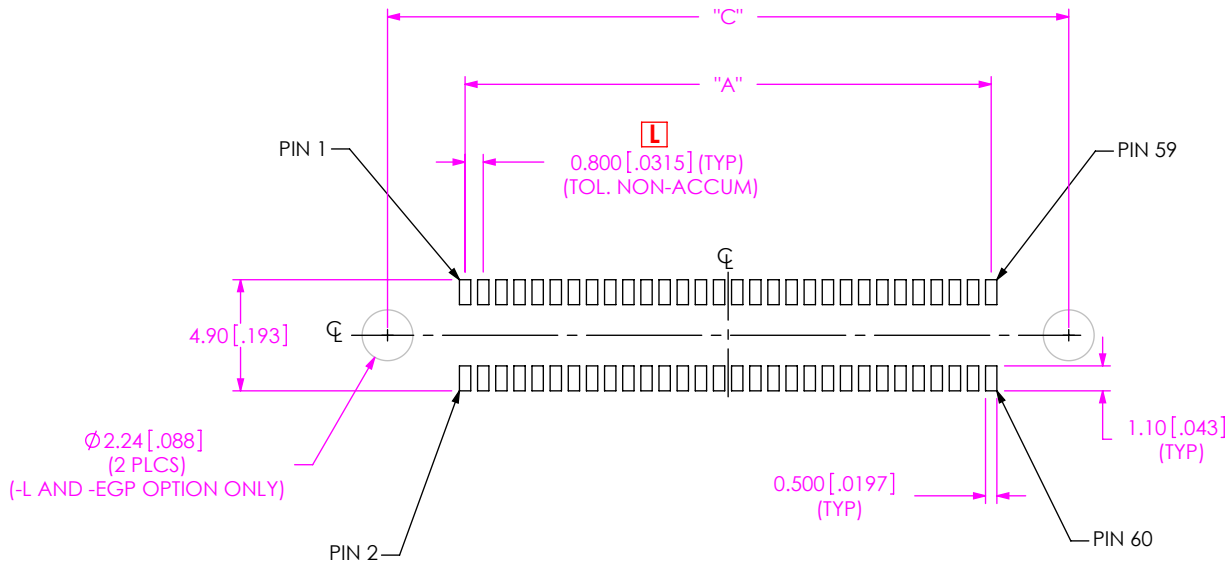 "C"
"A"
L
PIN 1
0.800 [.0315] (TYP)
(TOL. NON-ACCUM)
PIN 59
℄
4.90 [.193]
℄
Ø 2.24 [.088]
(2 PLCS)
(-L AND -EGP OPTION ONLY)
1.10 [.043]
(TYP)
0.500 [.0197]
(TYP)
PIN 2
PIN 60